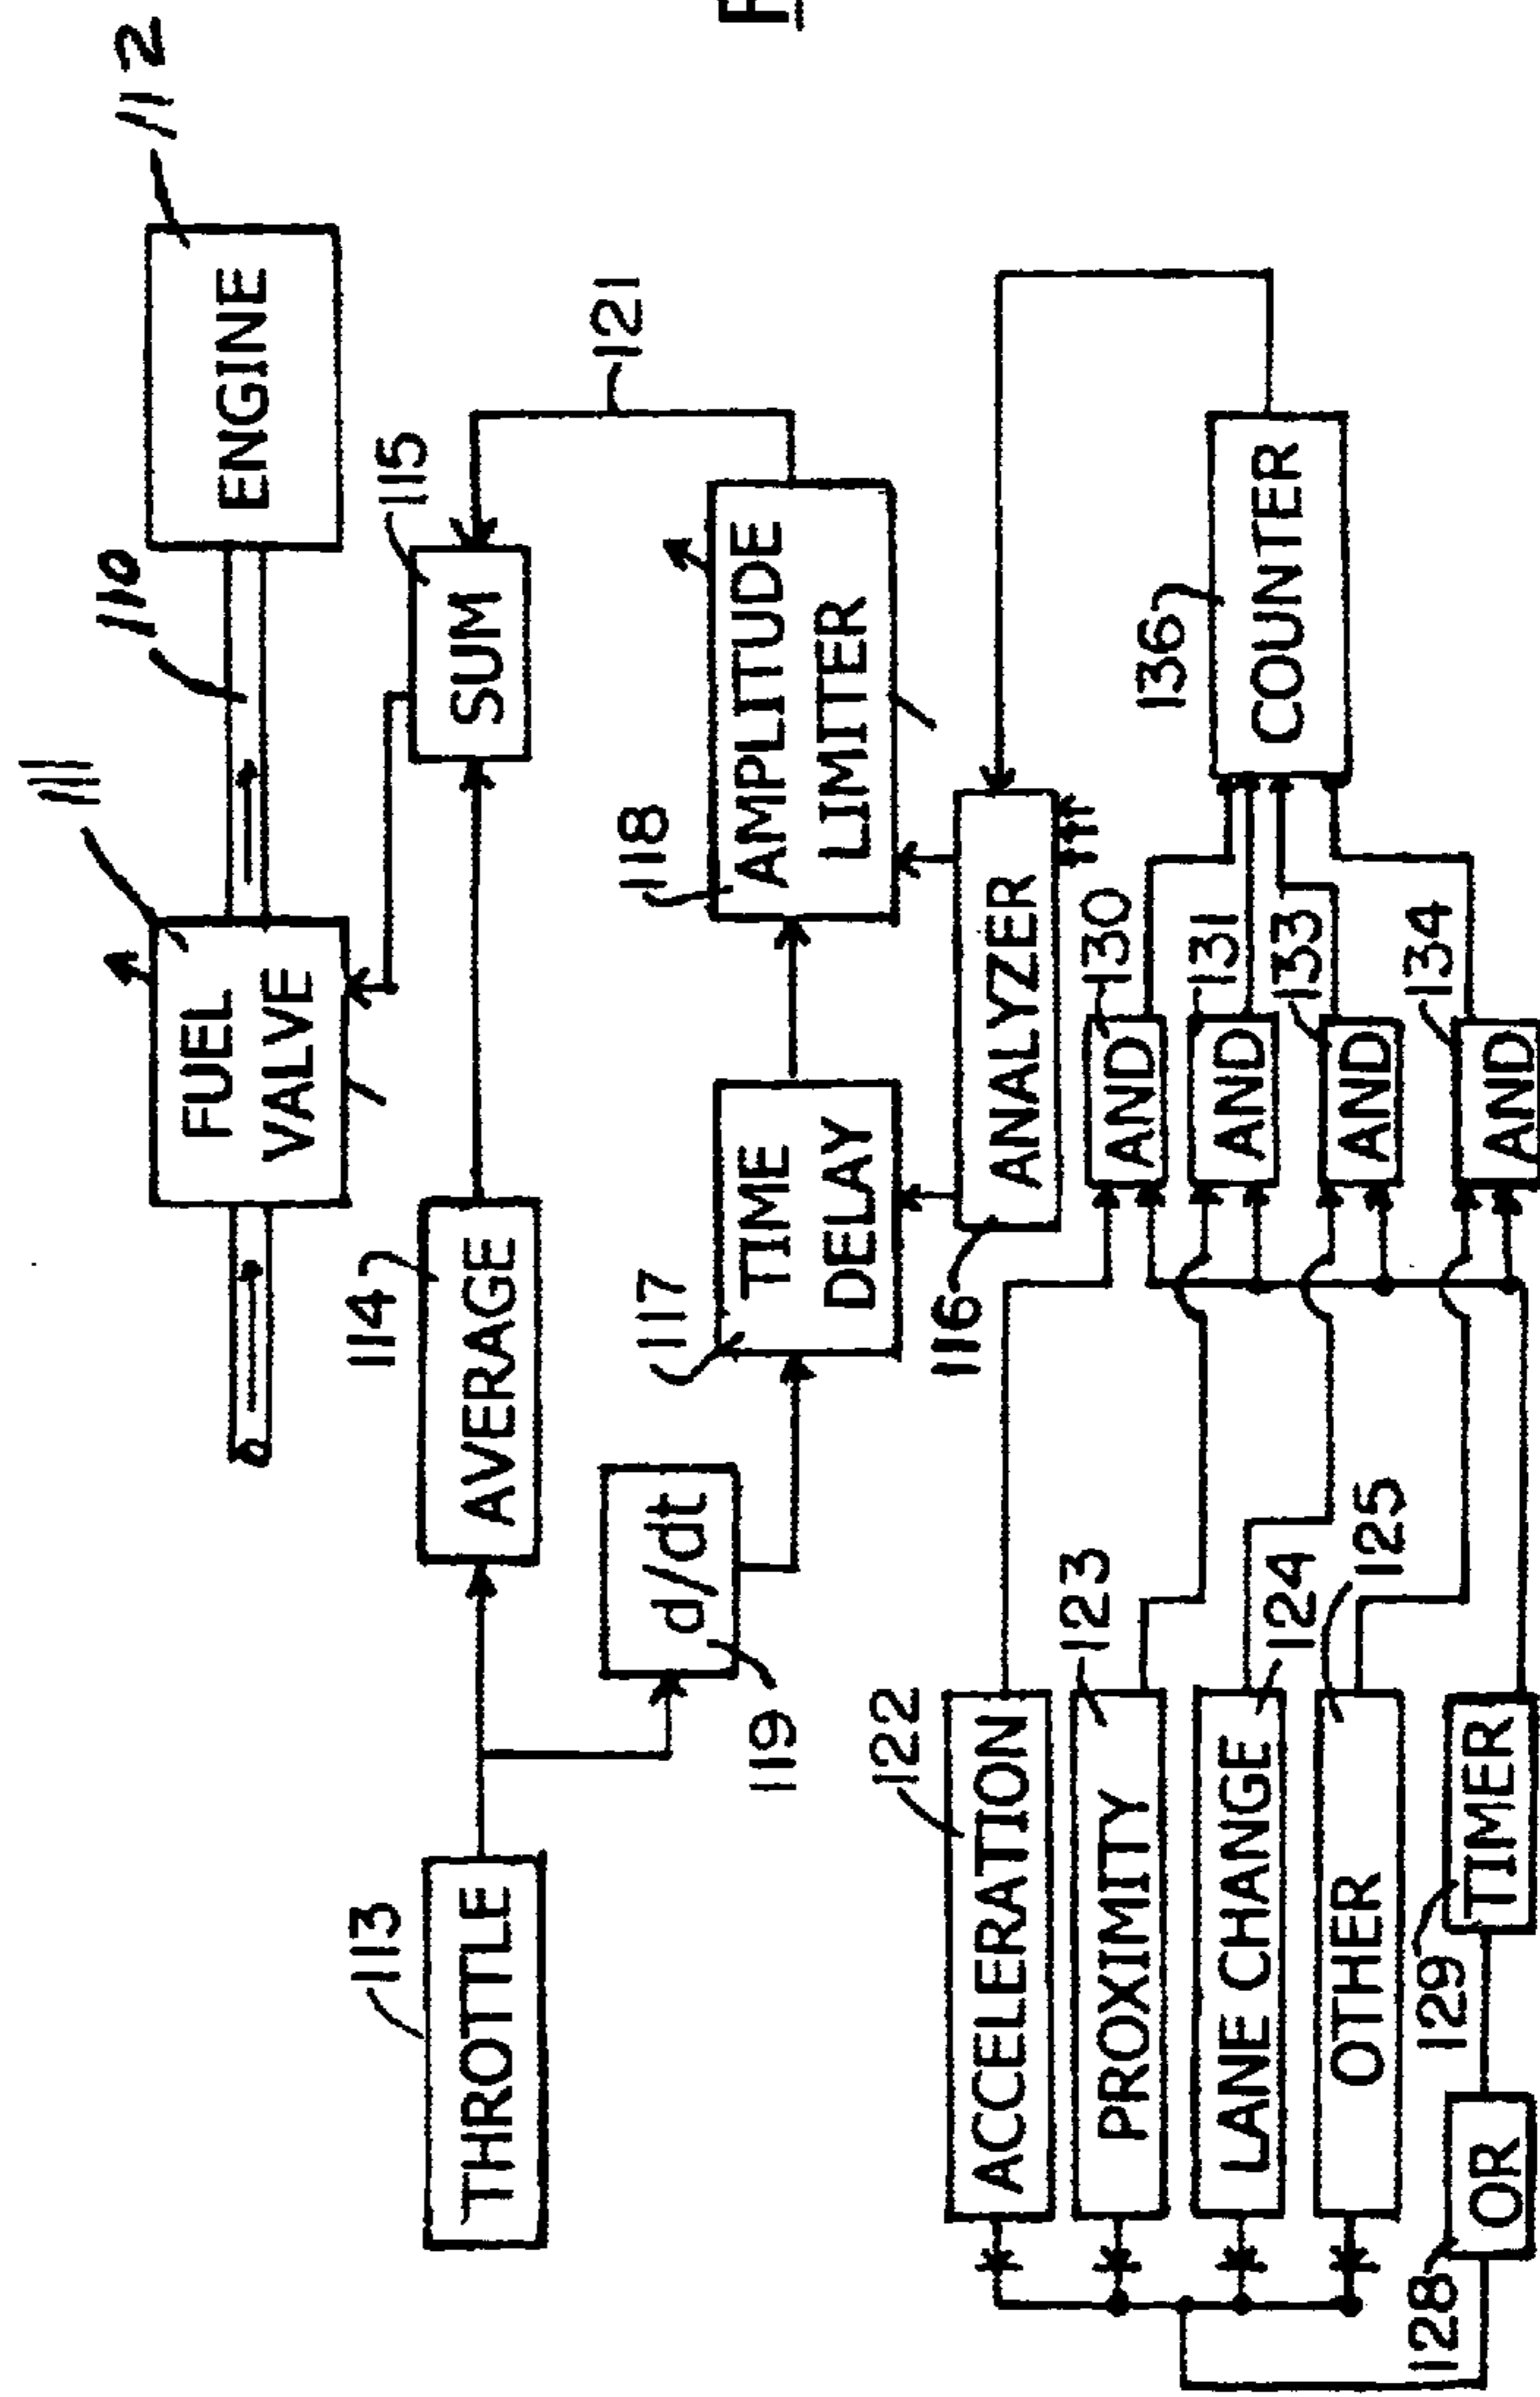 112
ENGINE
110
111
FUEL
VALVE
115
SUM
121
114
AVERAGE
113
THROTTLE
d/dt
119
117
TIME
DELAY
118
AMPLITUDE
LIMITER
116
ANALYZER
136
COUNTER
122
ACCELERATION
123
PROXIMITY
124
LANE CHANGE
125
OTHER
129
TIMER
128
OR
130
AND
131
AND
133
AND
134
AND